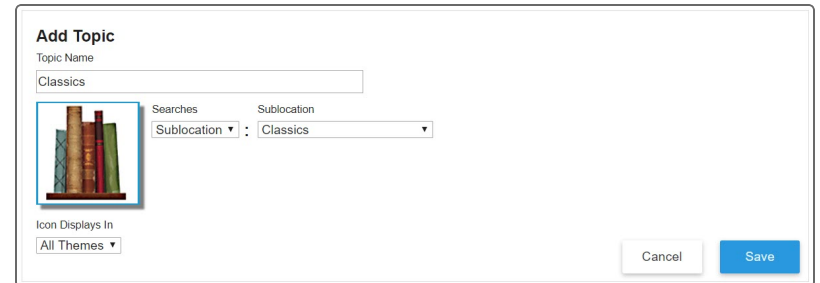 Add Topic
Topic Name
Classics
Searches Sublocation
Sublocation : Classics
Icon Displays In
All Themes
Cancel Save